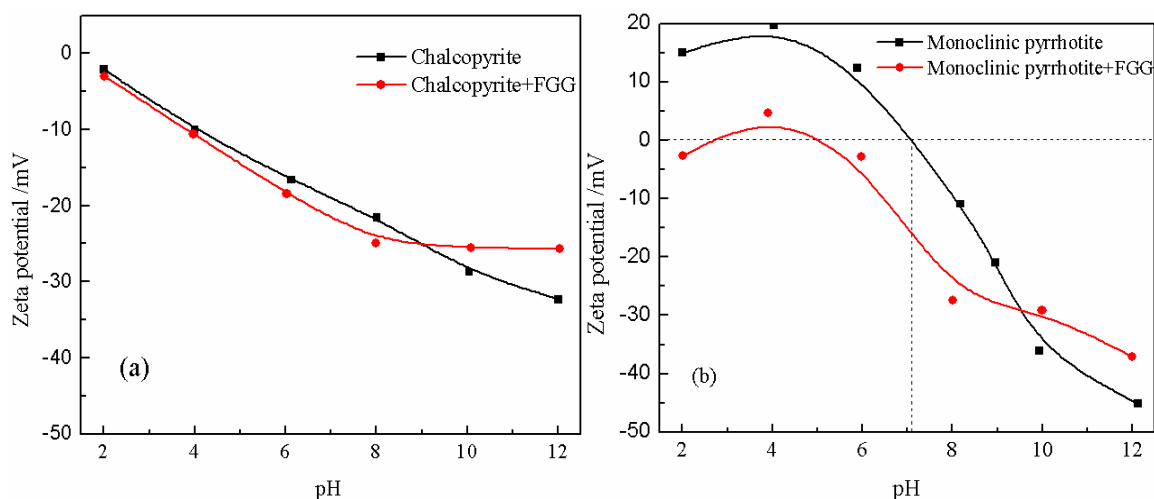 Chalcopyrite
Chalcopyrite+FGG
0
-10
-20
-30
-40
-50
Zeta potential /mV
(a)
2 4 6 8 10 12
pH
Monoclinic pyrrhotite
Monoclinic pyrrhotite+FGG
20
10
0
-10
-20
-30
-40
-50
Zeta potential /mV
(b)
2 4 6 8 10 12
pH